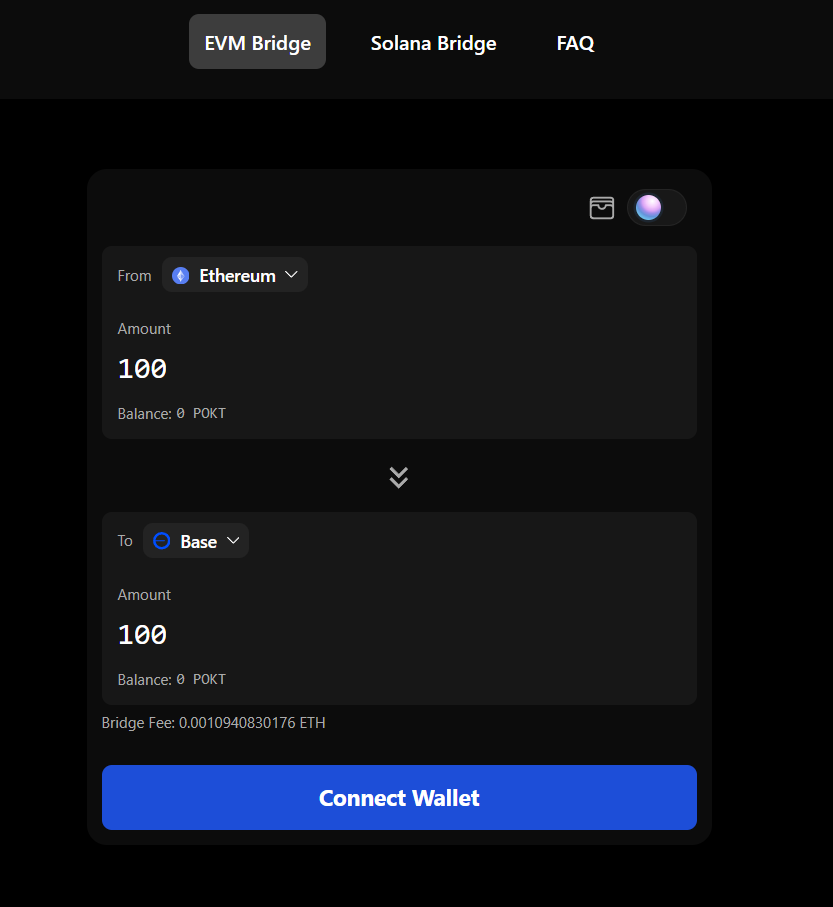 EVM Bridge Solana Bridge FAQ
From Ethereum
Amount
100
Balance: 0 POKT
To Base
Amount
100
Balance: 0 POKT
Bridge Fee: 0.0010940830176 ETH
Connect Wallet